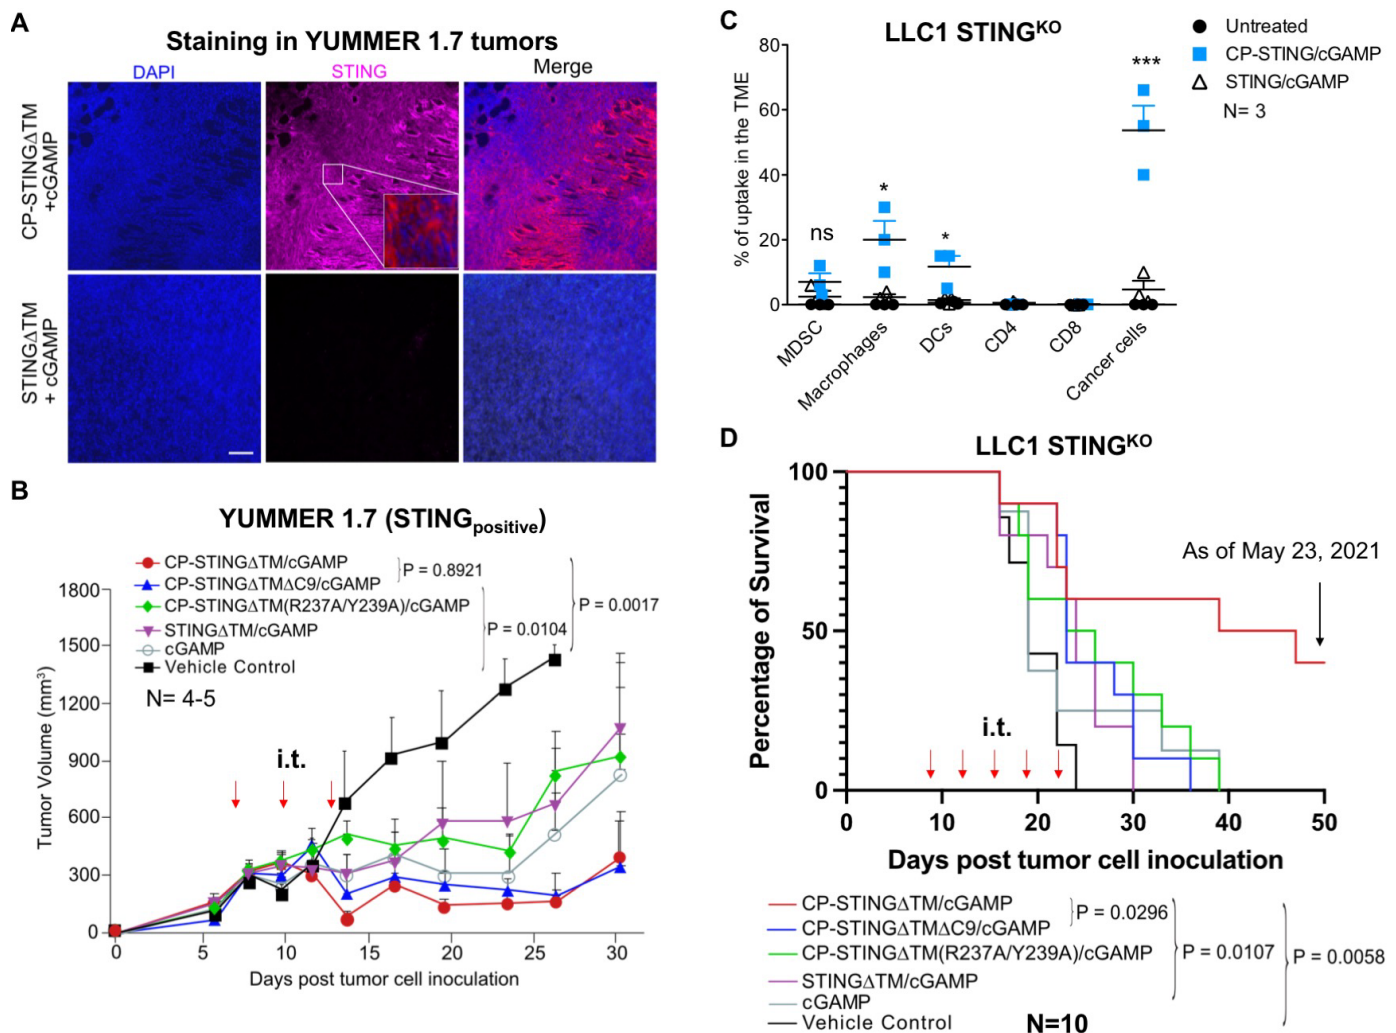 A
Staining in YUMMER 1.7 tumors
DAPI
STING
Merge
CP-STINGΔTM
+cGAMP
STINGΔTM
+ cGAMP
B
YUMMER 1.7 (STINGpositive)
CP-STINGΔTM/cGAMP
CP-STINGΔTMΔC9/cGAMP
CP-STINGΔTM(R237A/Y239A)/cGAMP
STINGΔTM/cGAMP
cGAMP
Vehicle Control
P = 0.8921
P = 0.0104
P = 0.0017
N= 4-5
i.t.
Tumor Volume (mm³)
1800
1500
1200
900
600
300
0
0
5
10
15
20
25
30
Days post tumor cell inoculation
C
LLC1 STINGᴷᴼ
Untreated
CP-STING/cGAMP
STING/cGAMP
N= 3
% of uptake in the TME
80
60
40
20
0
ns
*
*
***
MDSC
Macrophages
DCs
CD4
CD8
Cancer cells
D
LLC1 STINGᴷᴼ
Percentage of Survival
100
50
0
As of May 23, 2021
i.t.
0
10
20
30
40
50
Days post tumor cell inoculation
CP-STINGΔTM/cGAMP
CP-STINGΔTMΔC9/cGAMP
CP-STINGΔTM(R237A/Y239A)/cGAMP
STINGΔTM/cGAMP
cGAMP
Vehicle Control
P = 0.0296
P = 0.0107
P = 0.0058
N=10